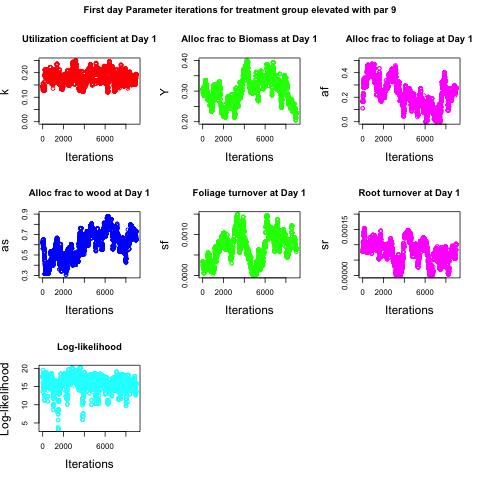 First day Parameter iterations for treatment group elevated with par 9
Utilization coefficient at Day 1
Alloc frac to Biomass at Day 1
Alloc frac to foliage at Day 1
k
0.00 0.10 0.20
0 2000 6000
Iterations
Y
0.20 0.30 0.40
0 2000 6000
Iterations
af
0.0 0.2 0.4
0 2000 6000
Iterations
Alloc frac to wood at Day 1
Foliage turnover at Day 1
Root turnover at Day 1
as
0.3 0.5 0.7 0.9
0 2000 6000
Iterations
sf
0.0000 0.0010
0 2000 6000
Iterations
sr
0.00000 0.00015
0 2000 6000
Iterations
Log-likelihood
Log-likelihood
5 10 15 20
0 2000 6000
Iterations